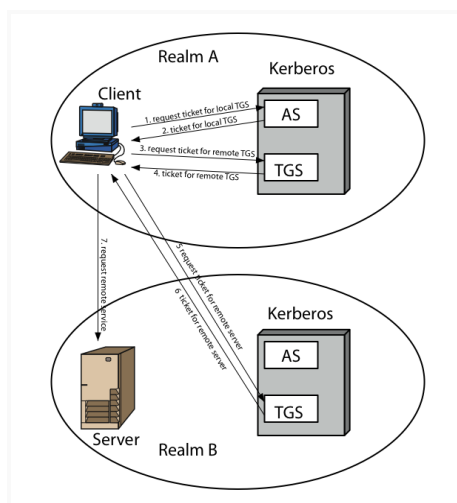 Realm A
Client
Kerberos
1. request ticket for local TGS
AS
2. ticket for local TGS
3. request ticket for remote TGS
TGS
4. ticket for remote TGS
5 request ticket for remote server
6. ticket for remote server
7. request remote service
Kerberos
AS
TGS
Server
Realm B